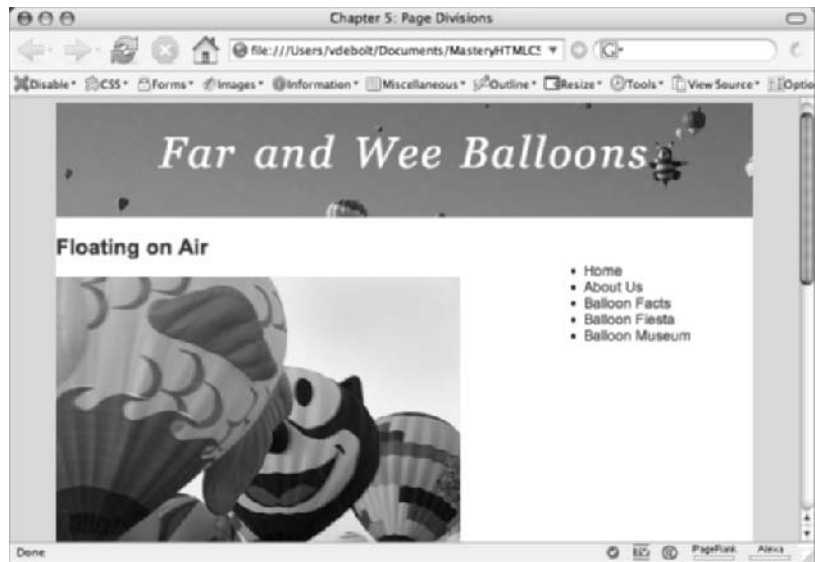 Chapter 5: Page Divisions
file:///Users/vdebolt/Documents/MasteryHTMLCS
G
Disable CSS Forms Images Information Miscellaneous Outline Resize Tools View Source Optio
Far and Wee Balloons
Floating on Air
• Home
• About Us
• Balloon Facts
• Balloon Fiesta
• Balloon Museum
Done PageRank Alexa